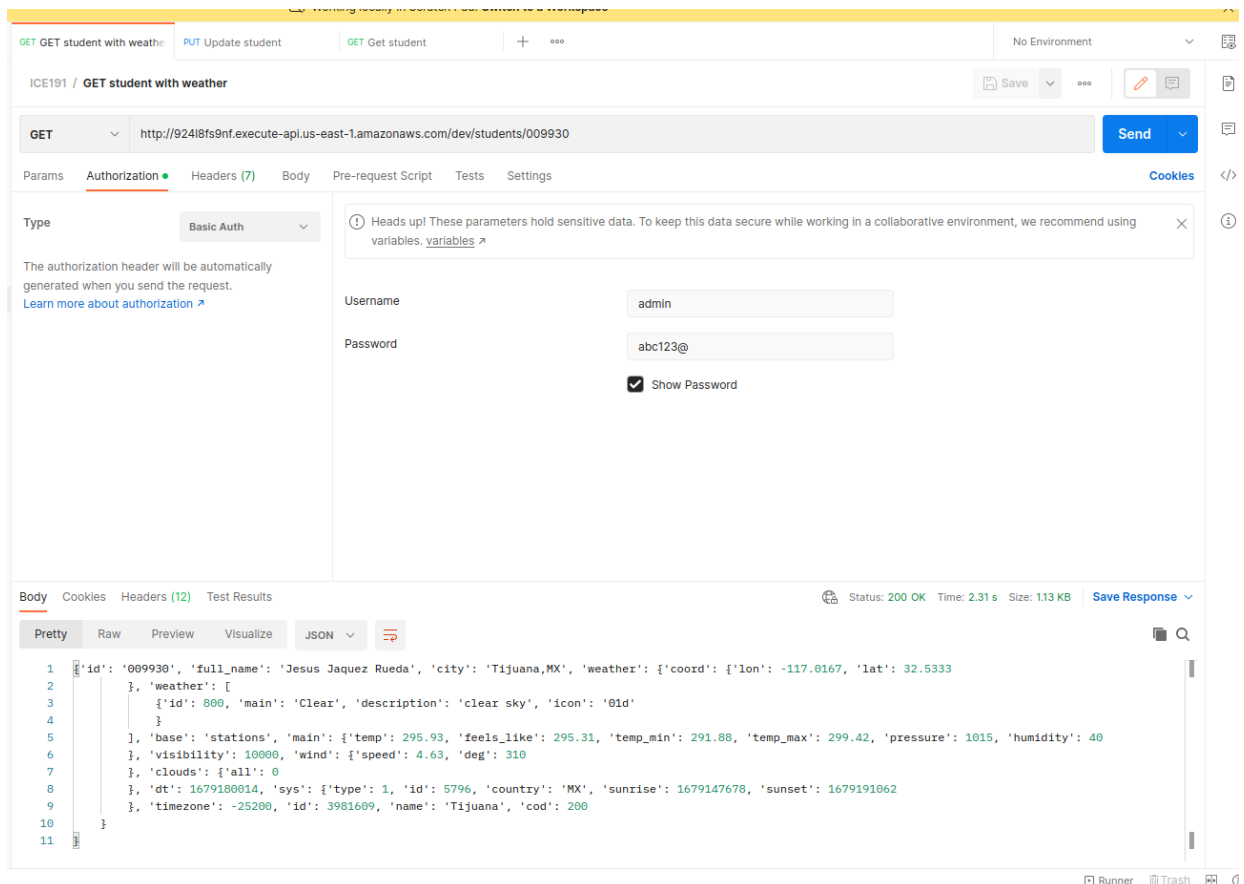 Working locally in Scratch Pad. Switch to a Workspace
GET GET student with weathe PUT Update student GET Get student No Environment
ICE191 / GET student with weather Save
GET http://924l8fs9nf.execute-api.us-east-1.amazonaws.com/dev/students/009930 Send
Params Authorization Headers (7) Body Pre-request Script Tests Settings Cookies
Type Basic Auth
The authorization header will be automatically
generated when you send the request.
Learn more about authorization ↗
Heads up! These parameters hold sensitive data. To keep this data secure while working in a collaborative environment, we recommend using
variables. variables ↗
Username admin
Password abc123@
Show Password
Body Cookies Headers (12) Test Results Status: 200 OK Time: 2.31 s Size: 1.13 KB Save Response
Pretty Raw Preview Visualize JSON
1 {'id': '009930', 'full_name': 'Jesus Jaquez Rueda', 'city': 'Tijuana,MX', 'weather': {'coord': {'lon': -117.0167, 'lat': 32.5333
2 }, 'weather': [
3 {'id': 800, 'main': 'Clear', 'description': 'clear sky', 'icon': '01d'
4 }
5 ], 'base': 'stations', 'main': {'temp': 295.93, 'feels_like': 295.31, 'temp_min': 291.88, 'temp_max': 299.42, 'pressure': 1015, 'humidity': 40
6 }, 'visibility': 10000, 'wind': {'speed': 4.63, 'deg': 310
7 }, 'clouds': {'all': 0
8 }, 'dt': 1679180014, 'sys': {'type': 1, 'id': 5796, 'country': 'MX', 'sunrise': 1679147678, 'sunset': 1679191062
9 }, 'timezone': -25200, 'id': 3981609, 'name': 'Tijuana', 'cod': 200
10 }
11 }
Runner Trash